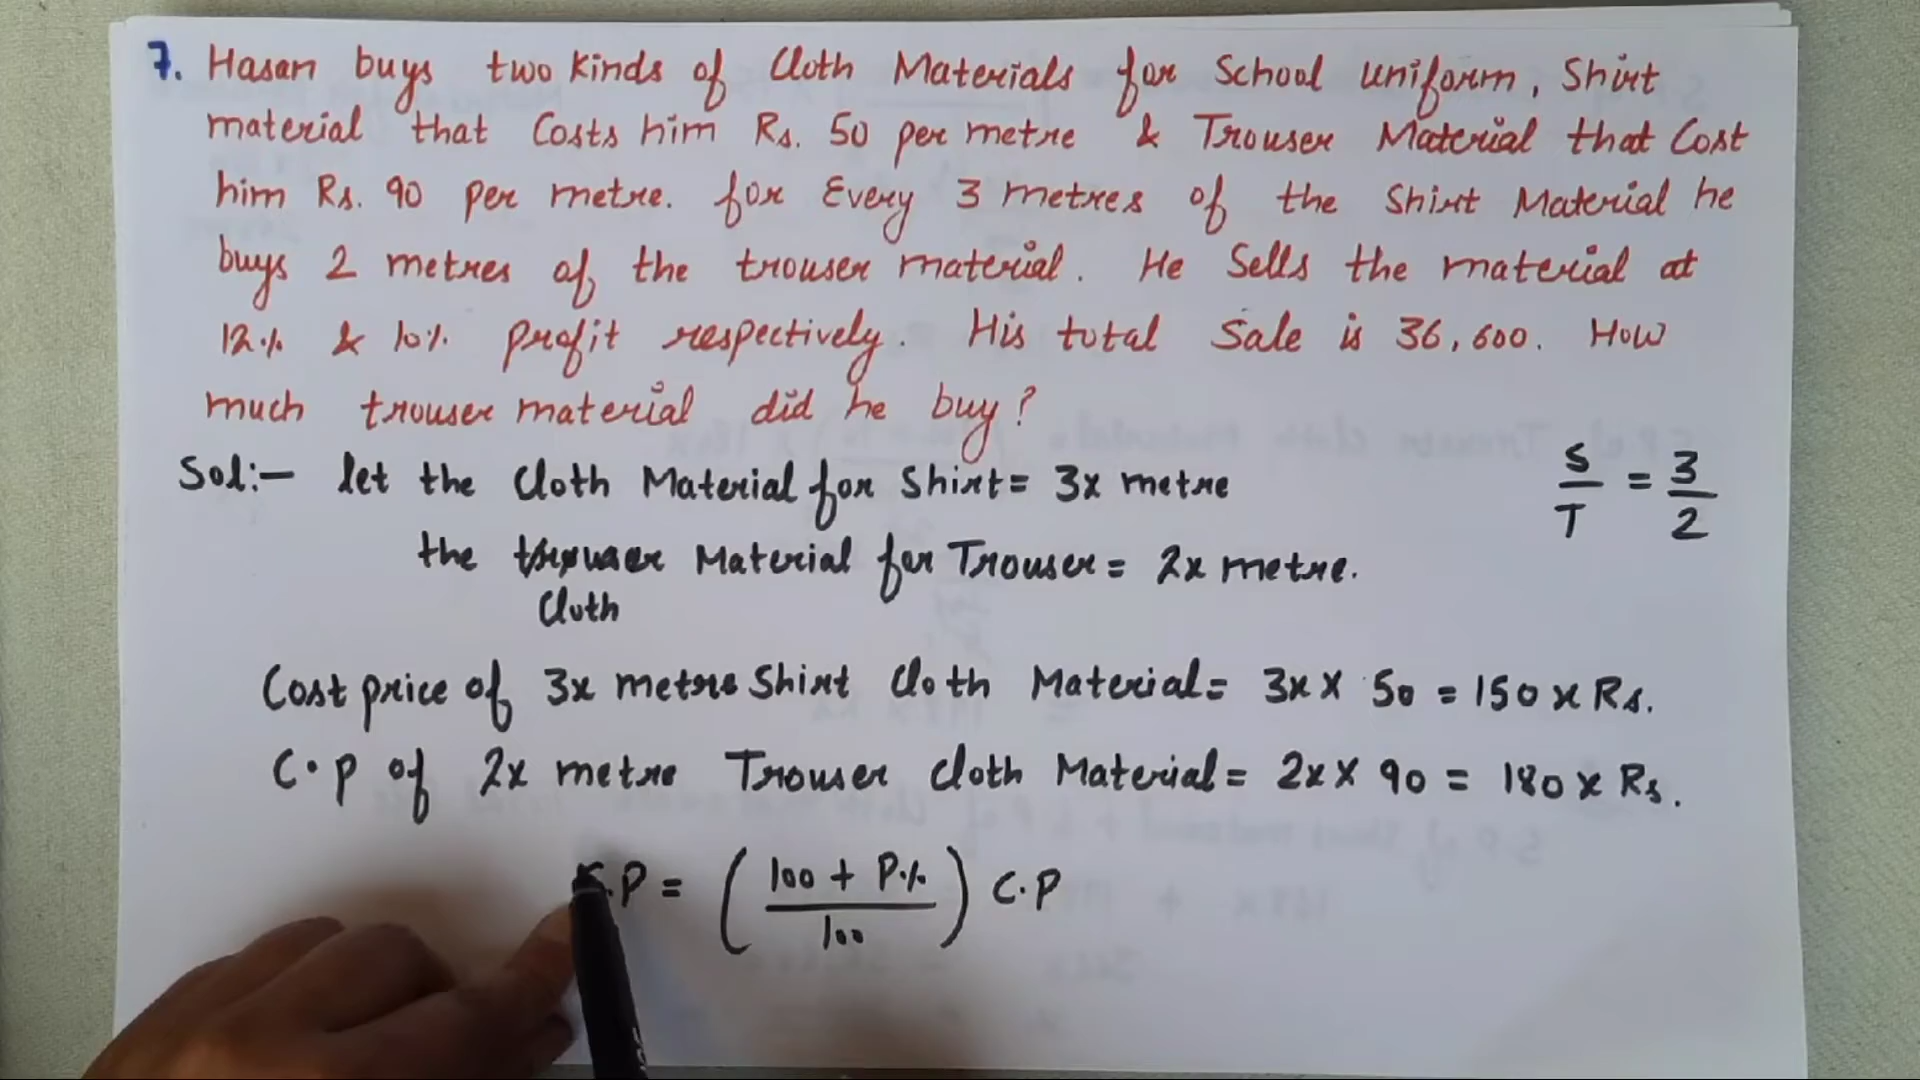 7. Hasan buys two kinds of Cloth Materials for School uniform, Shirt
material that Costs him Rs. 50 per metre & Trouser Material that Cost
him Rs. 90 per metre. for Every 3 metres of the Shirt Material he
buys 2 metres of the trouser material. He Sells the material at
12% & 10% profit respectively. His total Sale is 36,600. How
much trouser material did he buy?
Sol:- let the Cloth Material for Shirt = 3x metre
S/T = 3/2
the Material for Trouser = 2x metre.
Cloth
Cost price of 3x metre Shirt Cloth Material = 3x X 50 = 150x Rs.
C.P of 2x metre Trouser Cloth Material = 2x X 90 = 180x Rs.
S.P = ( 100 + P% / 100 ) C.P